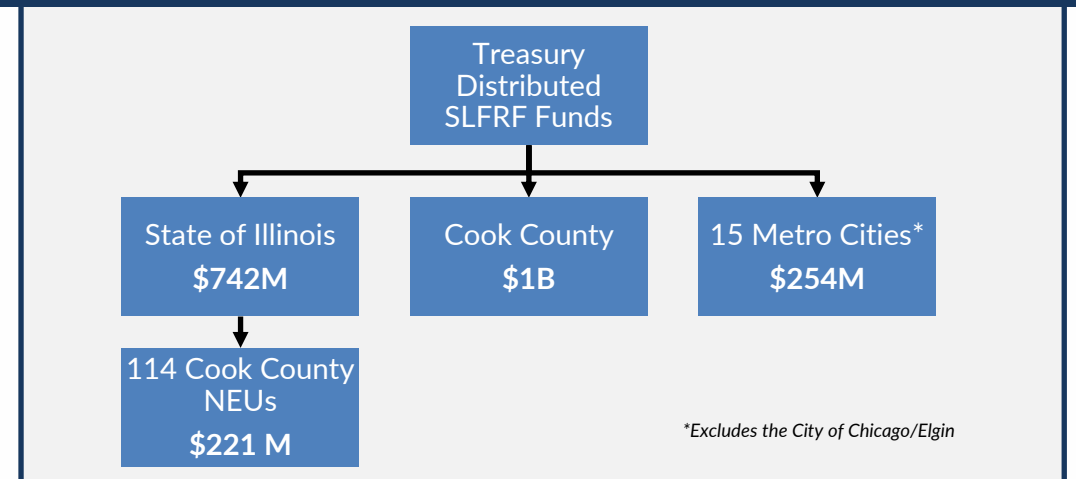 Treasury
Distributed
SLFRF Funds
State of Illinois
$742M
Cook County
$1B
15 Metro Cities*
$254M
114 Cook County
NEUs
$221 M
*Excludes the City of Chicago/Elgin